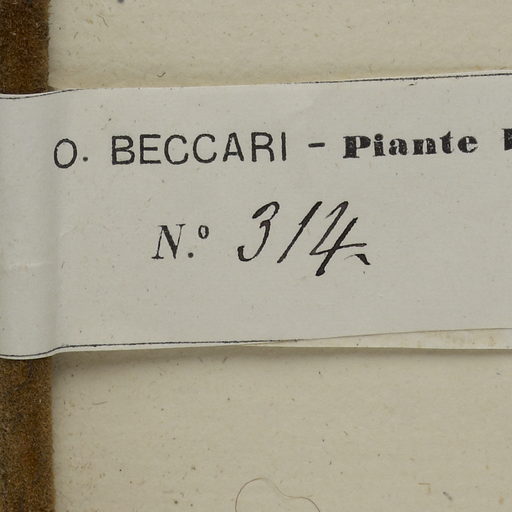 O. BECCARI - Piante
N.º 314